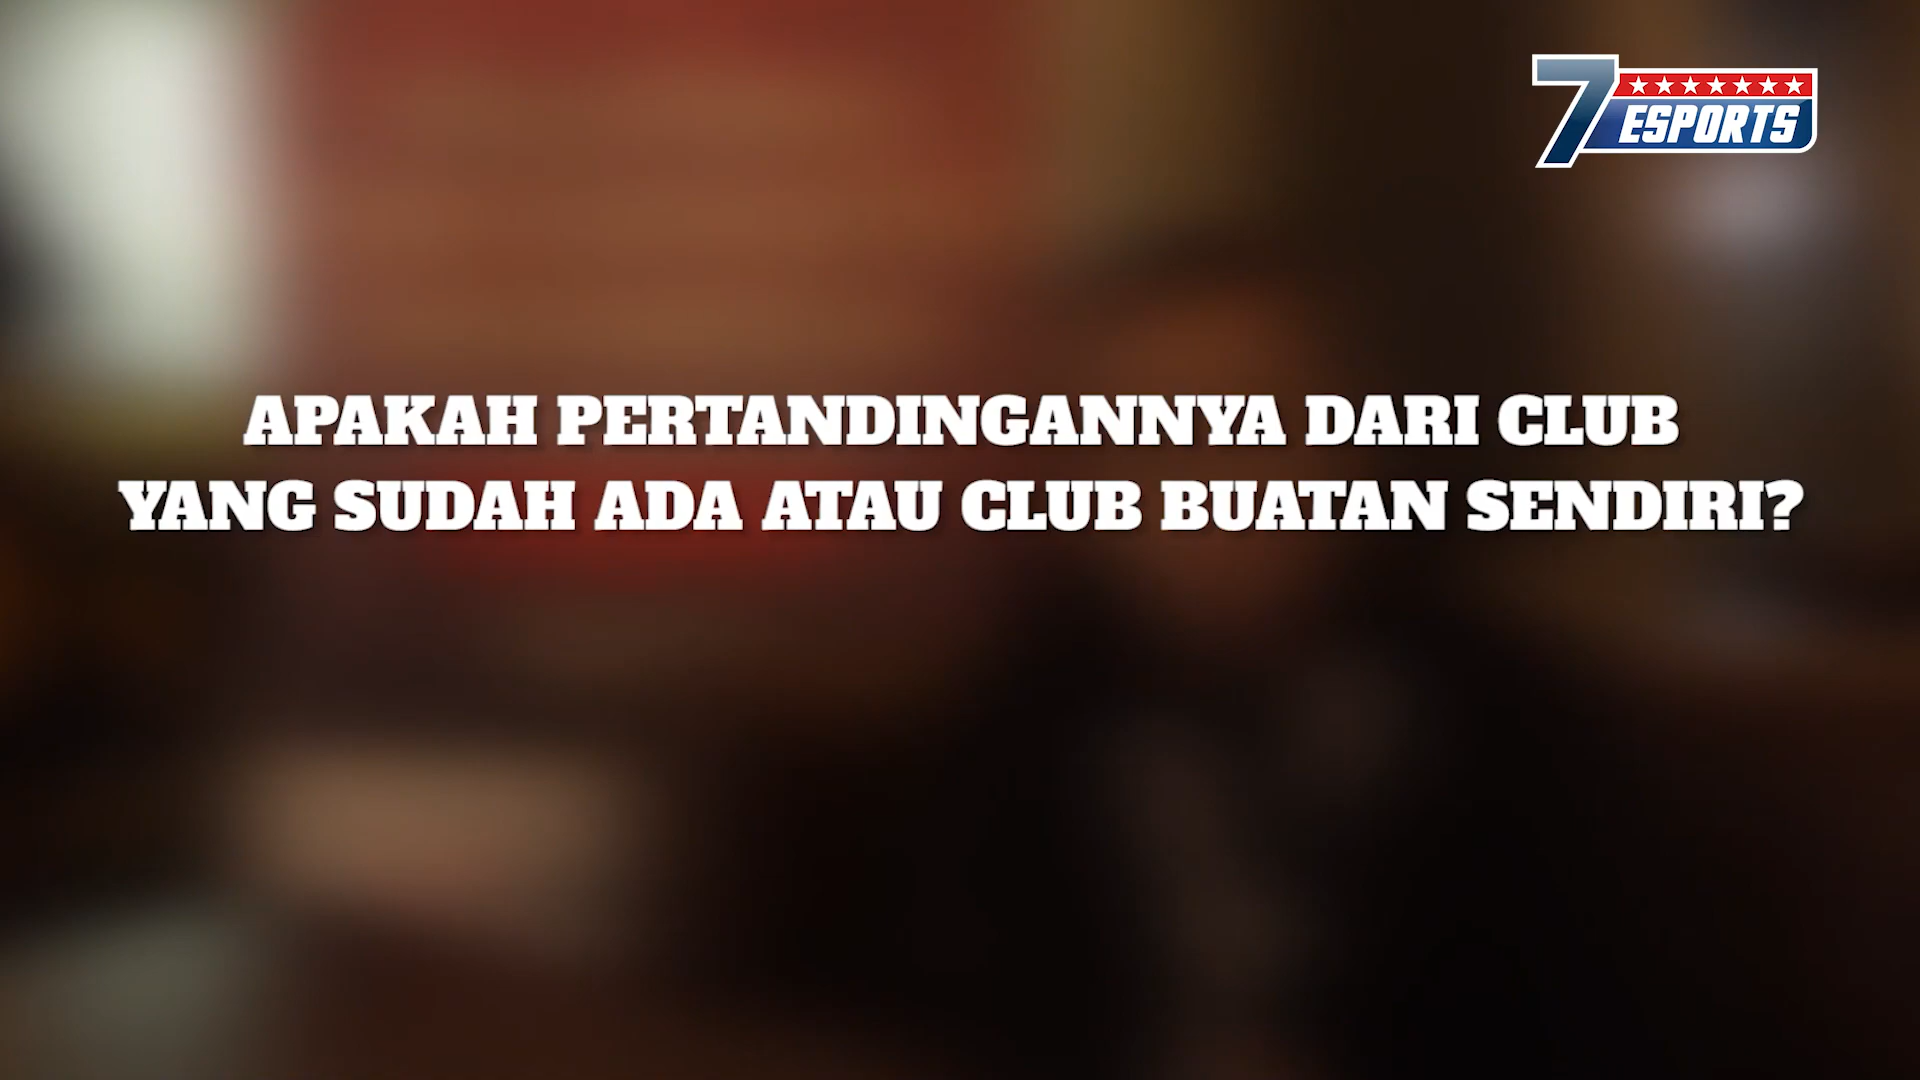 7 ESPORTS
APAKAH PERTANDINGANNYA DARI CLUB
YANG SUDAH ADA ATAU CLUB BUATAN SENDIRI?